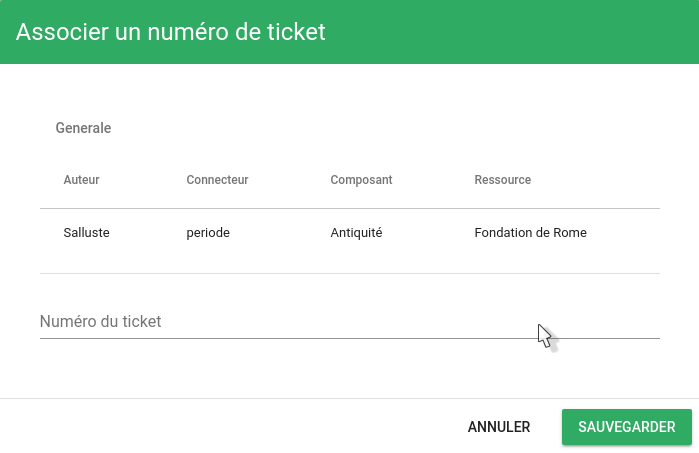 Associer un numéro de ticket
Generale
Auteur Connecteur Composant Ressource
Salluste periode Antiquité Fondation de Rome
Numéro du ticket
ANNULER SAUVEGARDER